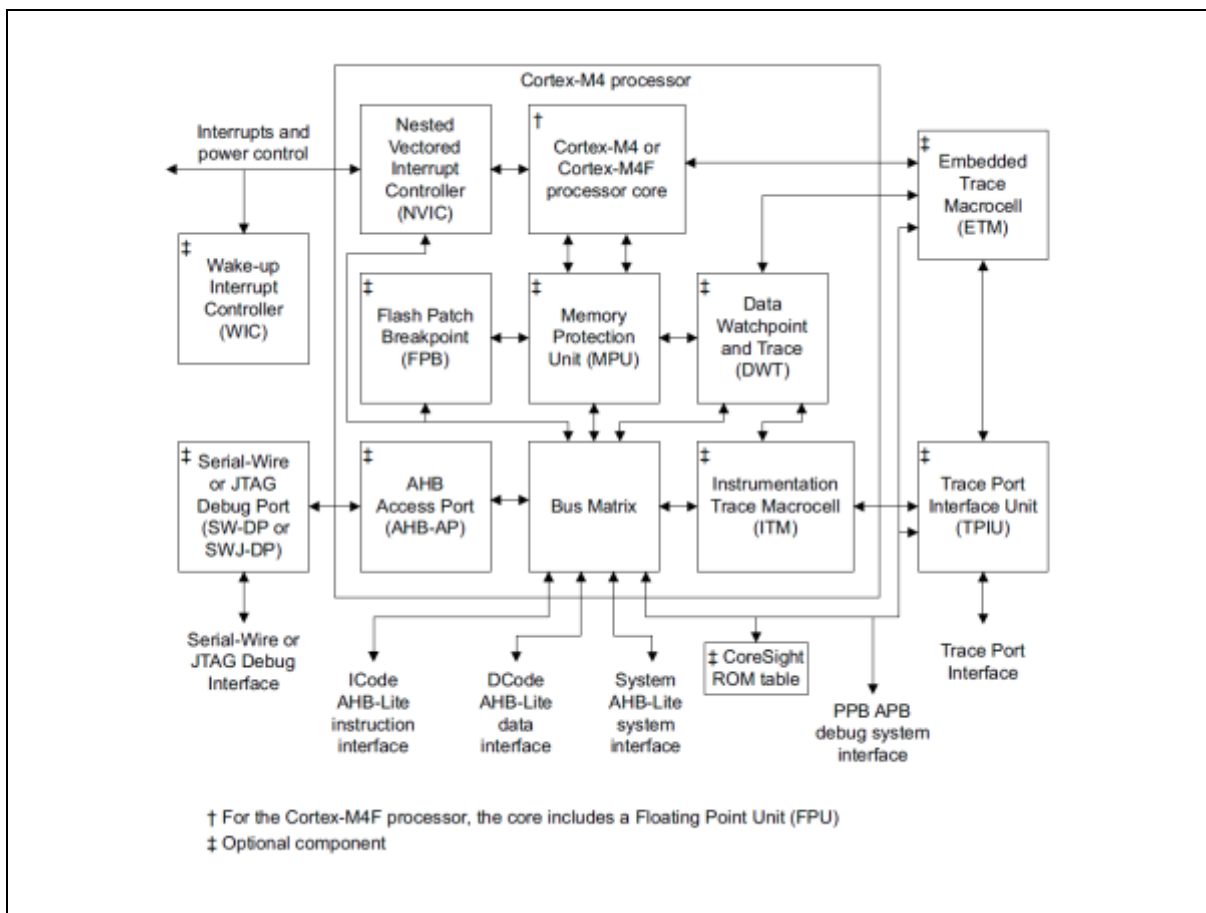 Cortex-M4 processor
Interrupts and
power control
Nested
Vectored
Interrupt
Controller
(NVIC)
†
Cortex-M4 or
Cortex-M4F
processor core
‡
Embedded
Trace
Macrocell
(ETM)
‡
Wake-up
Interrupt
Controller
(WIC)
‡
Flash Patch
Breakpoint
(FPB)
‡
Memory
Protection
Unit (MPU)
‡
Data
Watchpoint
and Trace
(DWT)
‡
Serial-Wire
or JTAG
Debug Port
(SW-DP or
SWJ-DP)
‡
AHB
Access Port
(AHB-AP)
Bus Matrix
‡
Instrumentation
Trace Macrocell
(ITM)
‡
Trace Port
Interface Unit
(TPIU)
Serial-Wire or
JTAG Debug
Interface
ICode
AHB-Lite
instruction
interface
DCode
AHB-Lite
data
interface
System
AHB-Lite
system
interface
‡ CoreSight
ROM table
PPB APB
debug system
interface
Trace Port
Interface
† For the Cortex-M4F processor, the core includes a Floating Point Unit (FPU)
‡ Optional component